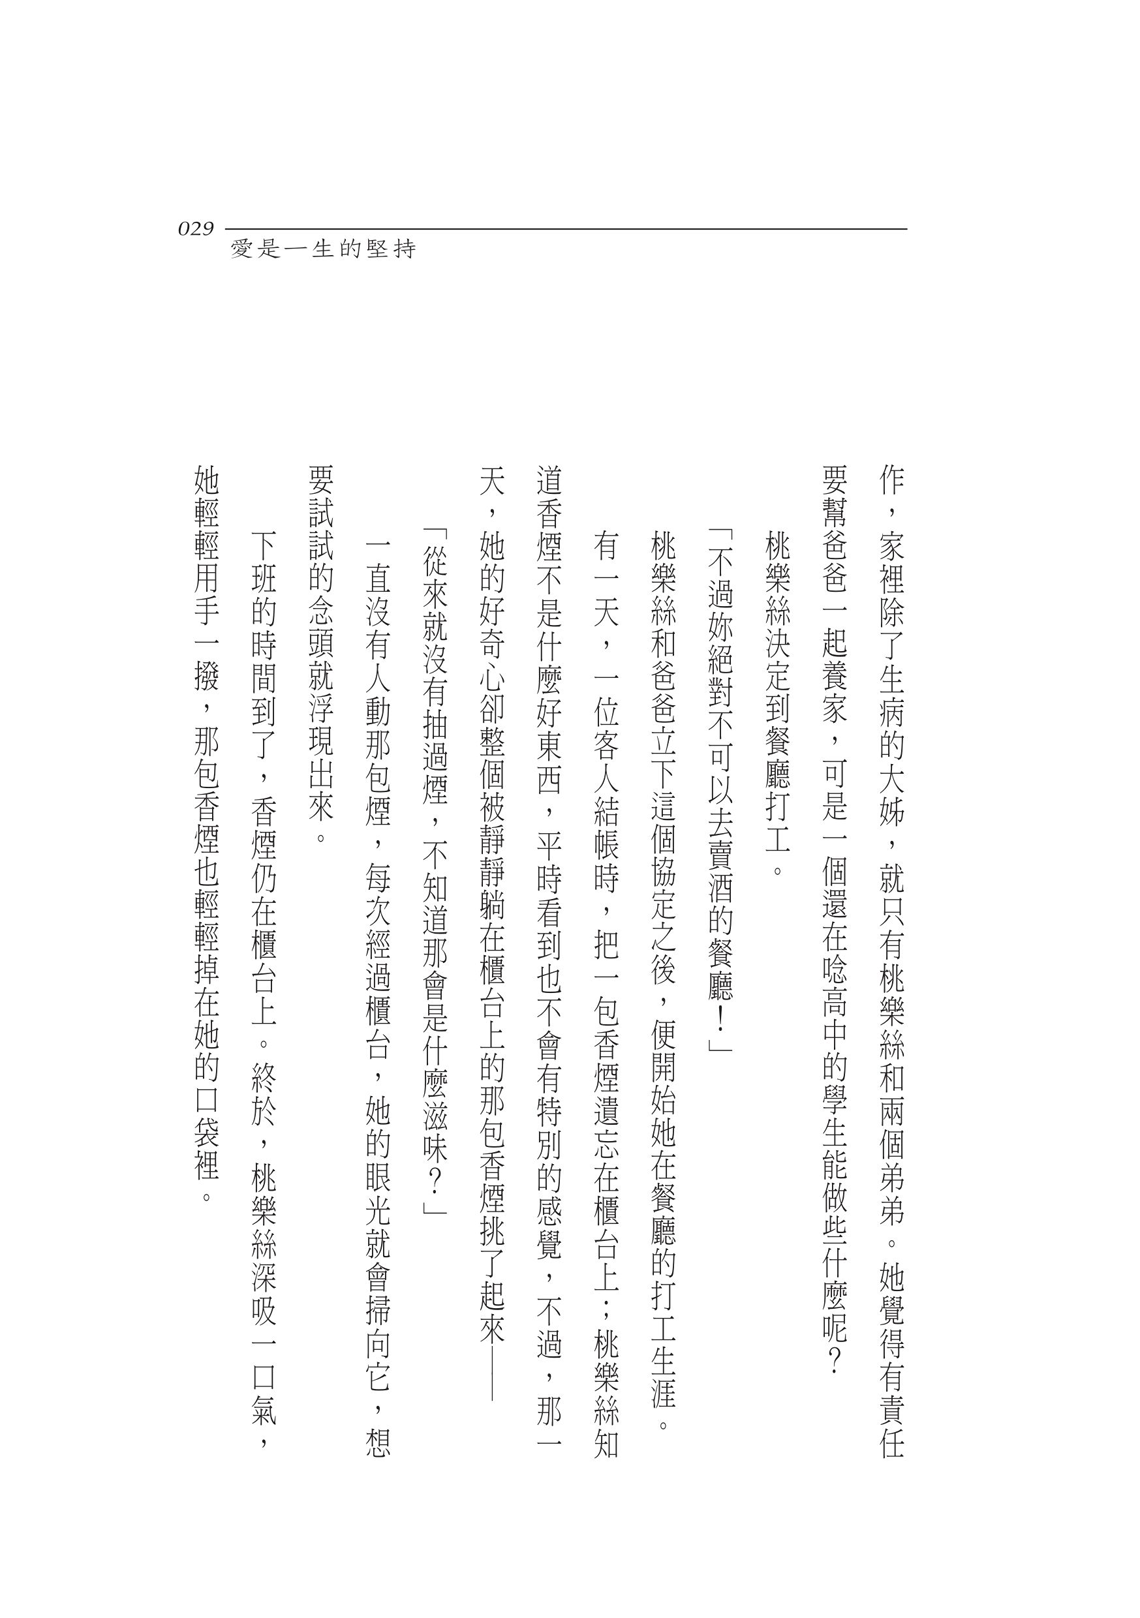 029
愛是一生的堅持
作，家裡除了生病的大姊，就只有桃樂絲和兩個弟弟。她覺得有責任
要幫爸爸一起養家，可是一個還在唸高中的學生能做些什麼呢？
桃樂絲決定到餐廳打工。
「不過妳絕對不可以去賣酒的餐廳！」
桃樂絲和爸爸立下這個協定之後，便開始她在餐廳的打工生涯。
有一天，一位客人結帳時，把一包香煙遺忘在櫃台上；桃樂絲知
道香煙不是什麼好東西，平時看到也不會有特別的感覺，不過，那一
天，她的好奇心卻整個被靜靜躺在櫃台上的那包香煙挑了起來——
「從來就沒有抽過煙，不知道那會是什麼滋味？」
一直沒有人動那包煙，每次經過櫃台，她的眼光就會掃向它，想
要試試的念頭就浮現出來。
下班的時間到了，香煙仍在櫃台上。終於，桃樂絲深吸一口氣，
她輕輕用手一撥，那包香煙也輕輕掉在她的口袋裡。